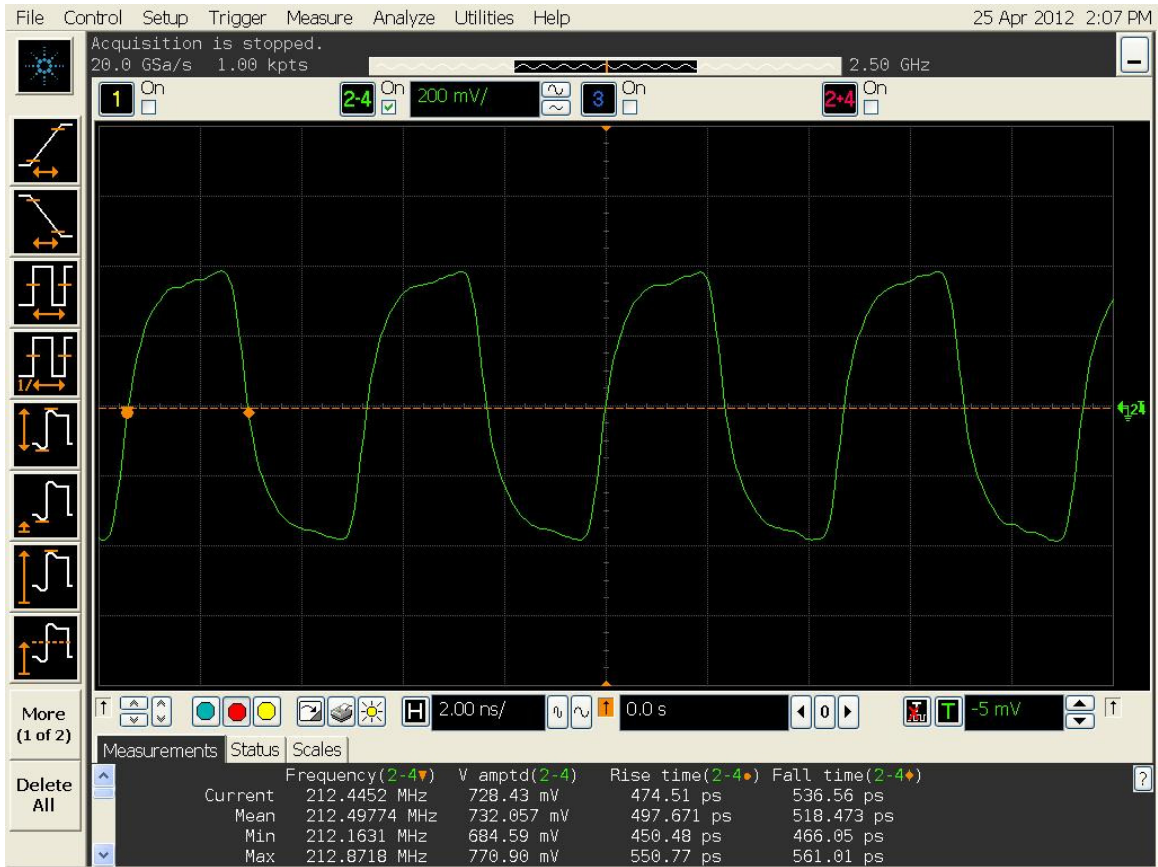 File Control Setup Trigger Measure Analyze Utilities Help 25 Apr 2012 2:07 PM
Acquisition is stopped.
20.0 GSa/s 1.00 kpts 2.50 GHz
1 On 2-4 On 200 mV/ 3 On 2+4 On
1/
More
(1 of 2)
Delete
All
H 2.00 ns/ 0.0 s 0 T -5 mV
Measurements Status Scales
Frequency(2-4) V amptd(2-4) Rise time(2-4) Fall time(2-4) ?
Current 212.4452 MHz 728.43 mV 474.51 ps 536.56 ps
Mean 212.49774 MHz 732.057 mV 497.671 ps 518.473 ps
Min 212.1631 MHz 684.59 mV 450.48 ps 466.05 ps
Max 212.8718 MHz 770.90 mV 550.77 ps 561.01 ps